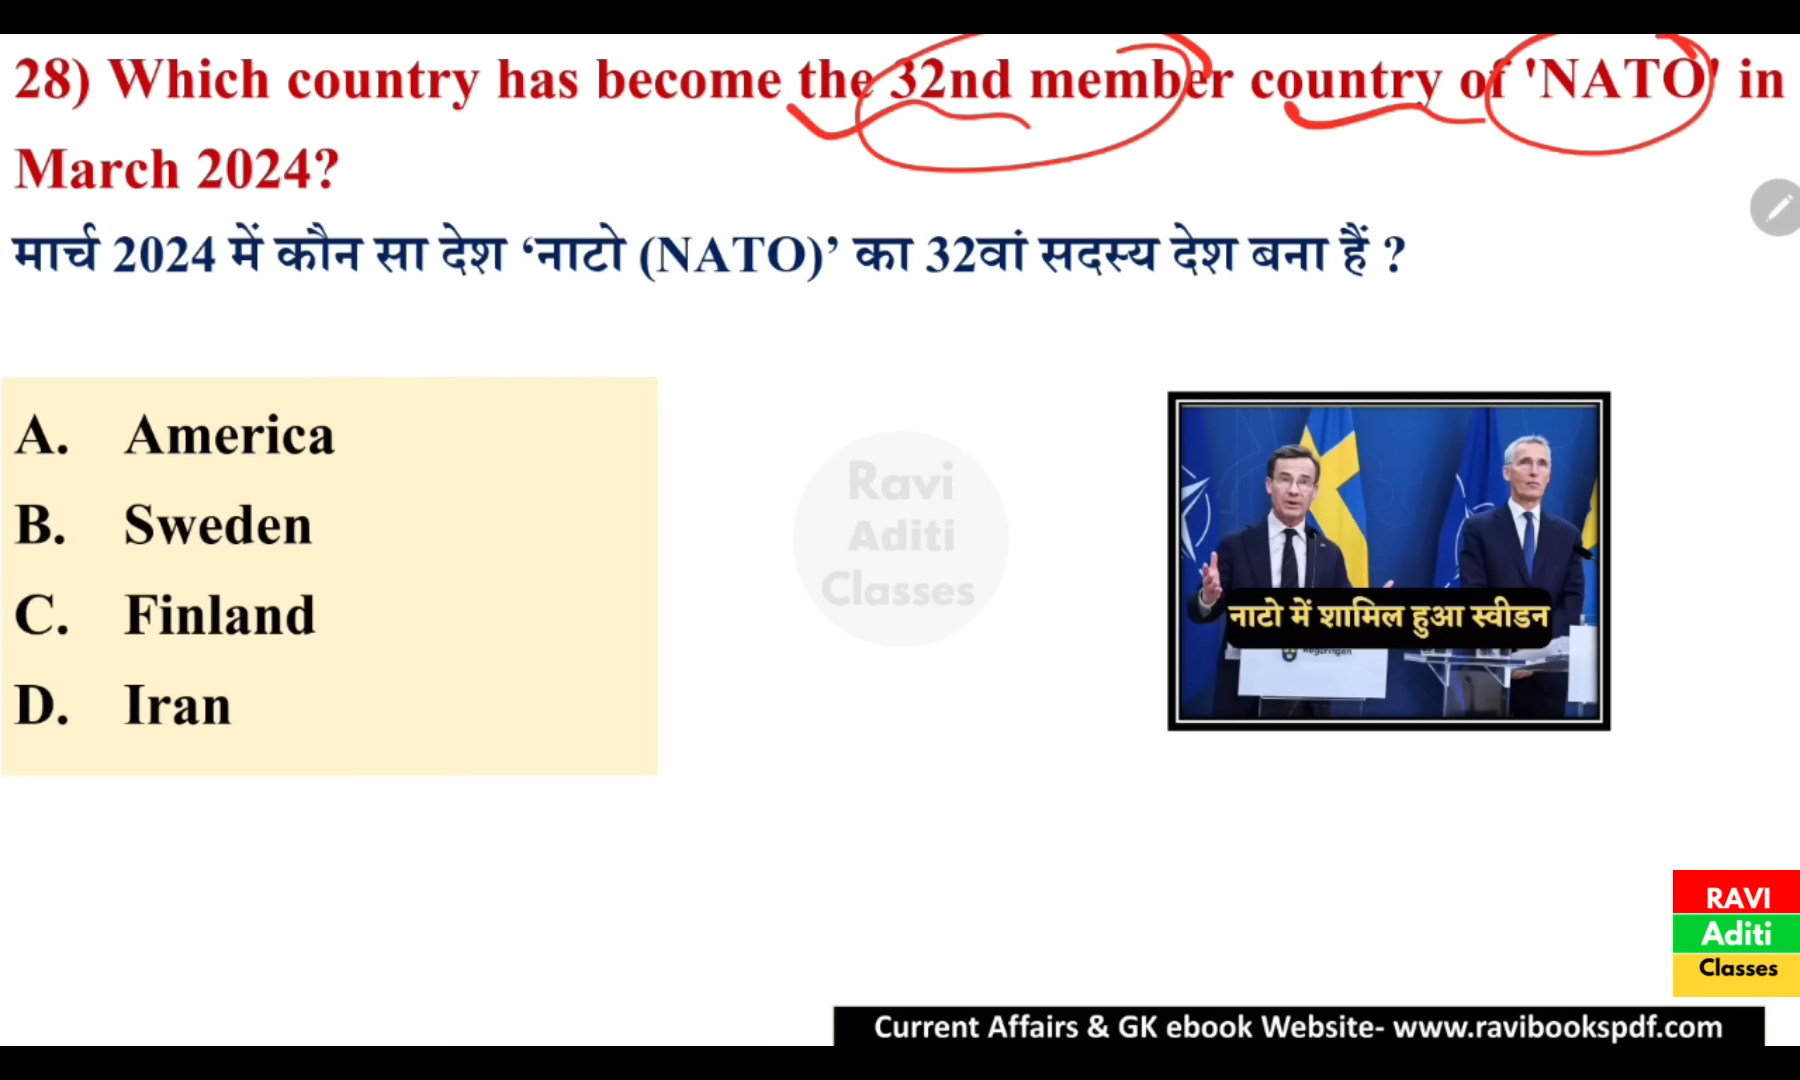 28) Which country has become the 32nd member country of 'NATO' in
March 2024?
मार्च 2024 में कौन सा देश ‘नाटो (NATO)’ का 32वां सदस्य देश बना हैं ?
A. America
B. Sweden
C. Finland
D. Iran
Ravi
Aditi
Classes
नाटो में शामिल हुआ स्वीडन
Regeringen
RAVI
Aditi
Classes
Current Affairs & GK ebook Website- www.ravibookspdf.com